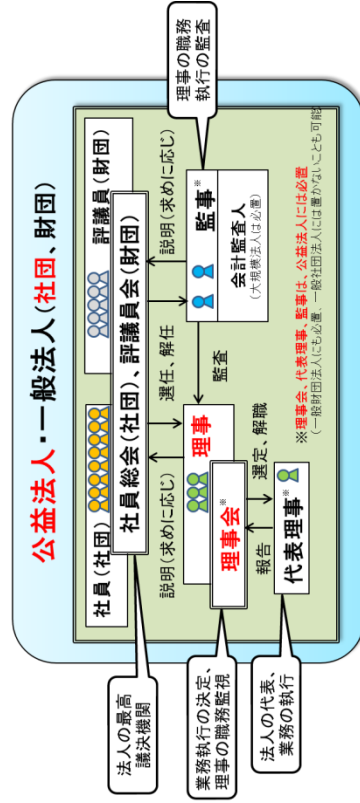 公益法人・一般法人(社団、財団)
社員(社団)
評議員(財団)
社員総会(社団)、評議員会(財団)
法人の最高
議決機関
説明(求めに応じ)
選任、解任
説明(求めに応じ)
理事
監査
監事※
会計監査人
(大規模法人は必置)
理事の職務
執行の監査
理事会※
業務執行の決定、
理事の職務監視
報告
選定、解職
代表理事※
法人の代表、
業務の執行
※理事会、代表理事、監事は、公益法人には必置
(一般財団法人にも必置、一般社団法人には置かないことも可能)